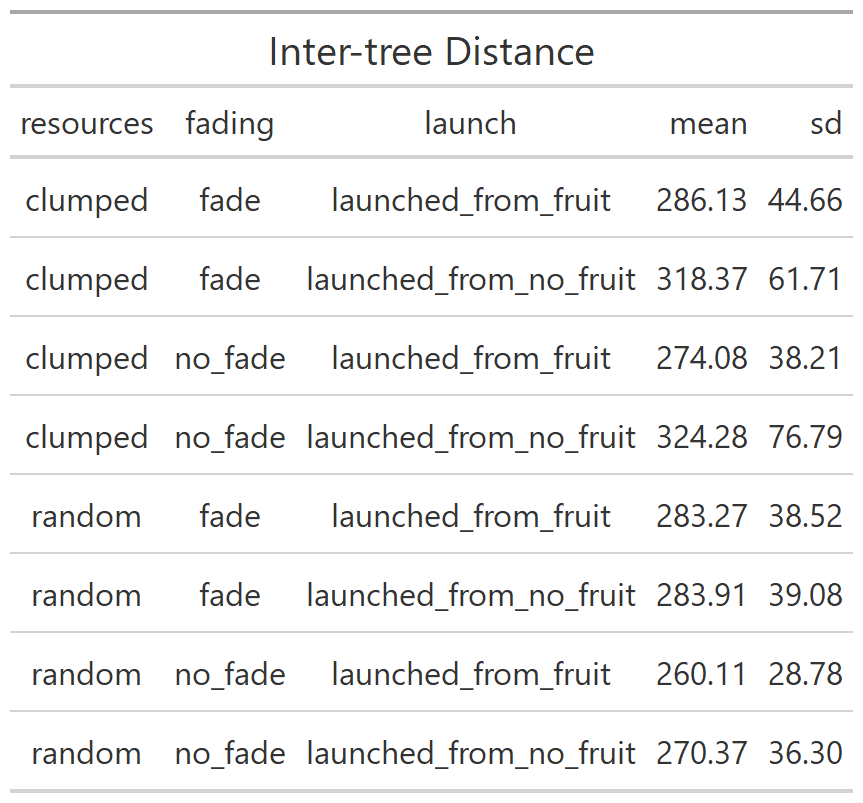 Inter-tree Distance
resources fading launch mean sd
clumped fade launched_from_fruit 286.13 44.66
clumped fade launched_from_no_fruit 318.37 61.71
clumped no_fade launched_from_fruit 274.08 38.21
clumped no_fade launched_from_no_fruit 324.28 76.79
random fade launched_from_fruit 283.27 38.52
random fade launched_from_no_fruit 283.91 39.08
random no_fade launched_from_fruit 260.11 28.78
random no_fade launched_from_no_fruit 270.37 36.30